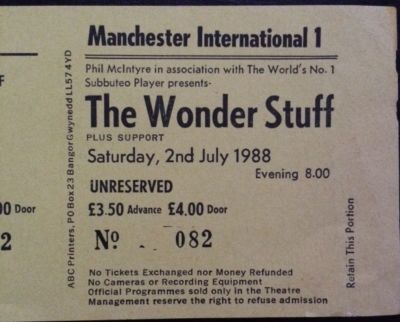 Manchester International 1
Phil McIntyre in association with The World's No. 1
Subbuteo Player presents-
The Wonder Stuff
PLUS SUPPORT
Saturday, 2nd July 1988
Evening 8.00
UNRESERVED
£3.50 Advance £4.00 Door
No 082
No Tickets Exchanged nor Money Refunded
No Cameras or Recording Equipment
Official Programmes sold only in the Theatre
Management reserve the right to refuse admission
ABC Printers, PO Box 23 Bangor Gwynedd LL57 4YD
Retain This Portion
F
00 Door
2